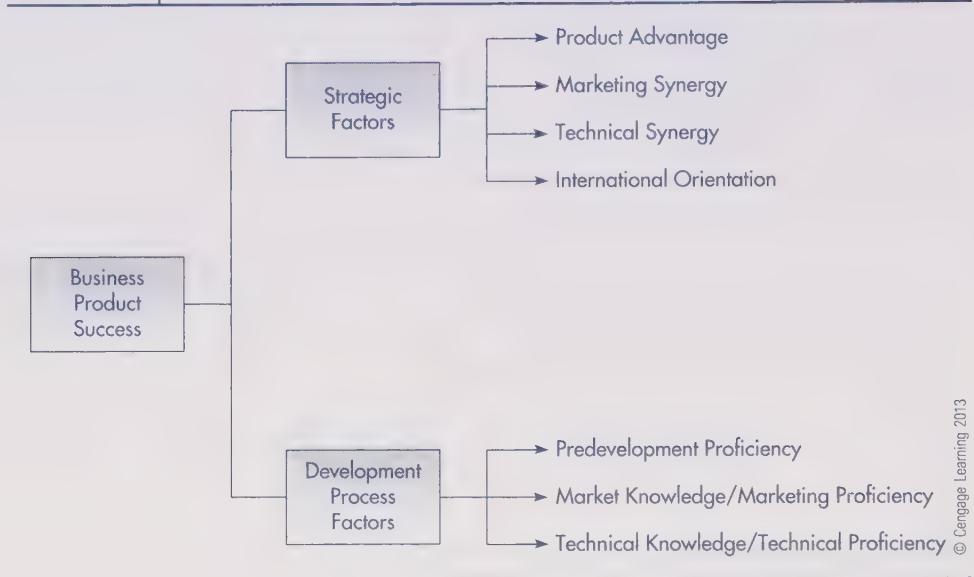 Product Advantage
Marketing Synergy
Technical Synergy
International Orientation
Strategic
Factors
Business
Product
Success
Development
Process
Factors
Predevelopment Proficiency
Market Knowledge/Marketing Proficiency
Technical Knowledge/Technical Proficiency
© Cengage Learning 2013